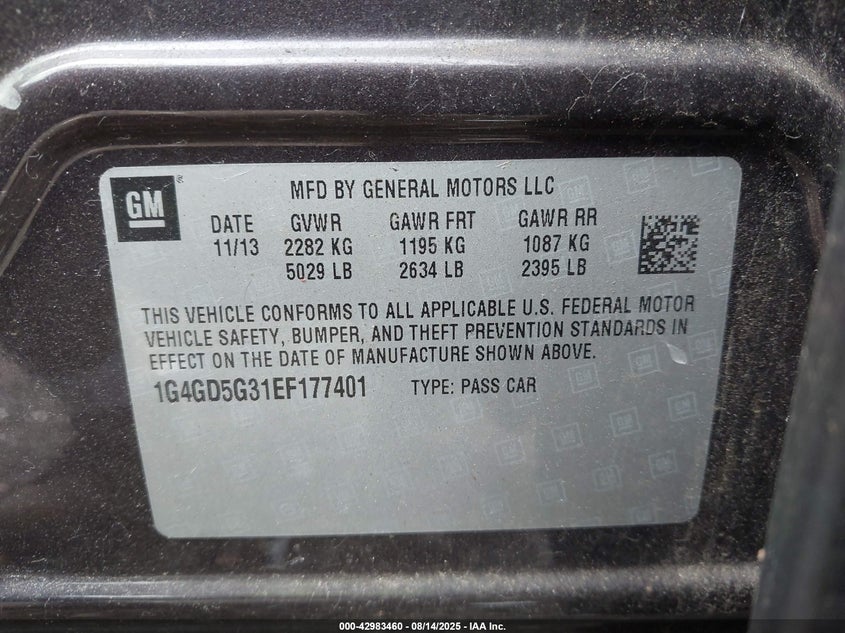 GM
MFD BY GENERAL MOTORS LLC
DATE GVWR GAWR FRT GAWR RR
11/13 2282 KG 1195 KG 1087 KG
5029 LB 2634 LB 2395 LB
THIS VEHICLE CONFORMS TO ALL APPLICABLE U.S. FEDERAL MOTOR
VEHICLE SAFETY, BUMPER, AND THEFT PREVENTION STANDARDS IN
EFFECT ON THE DATE OF MANUFACTURE SHOWN ABOVE.
1G4GD5G31EF177401 TYPE: PASS CAR
000-42983460 - 08/14/2025 - IAA Inc.